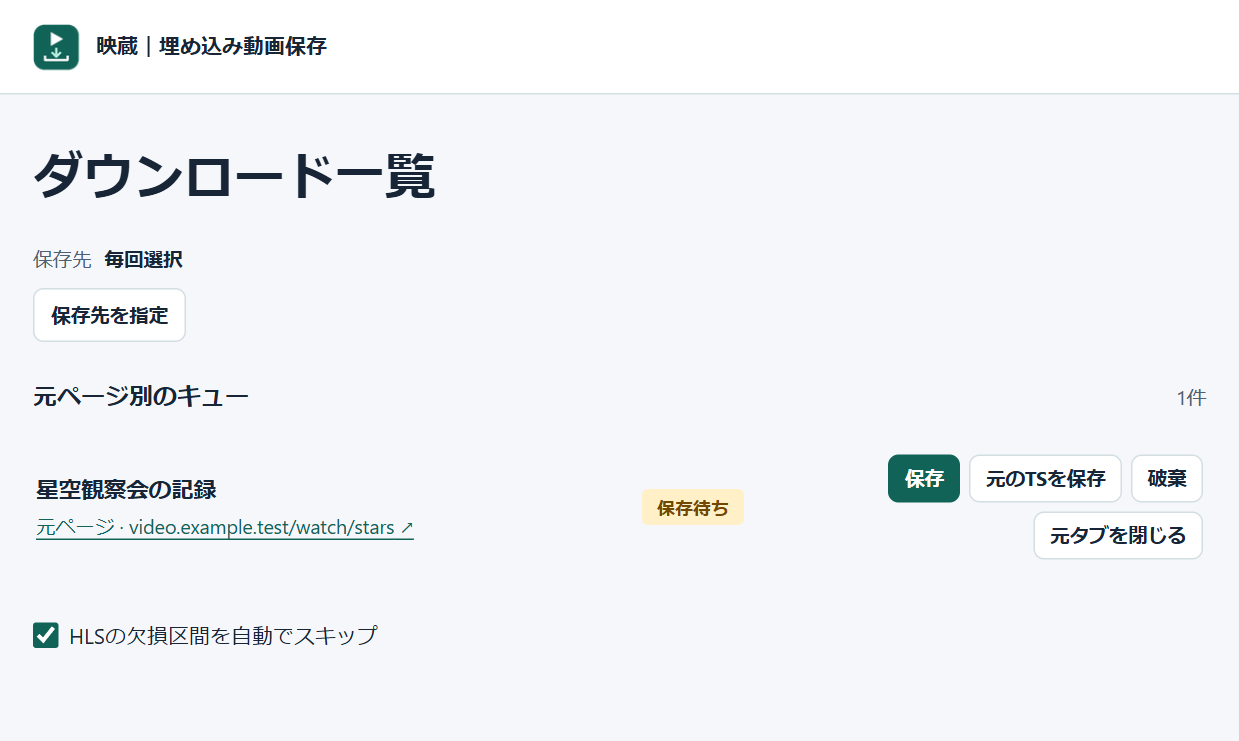 映蔵｜埋め込み動画保存
ダウンロード一覧
保存先 毎回選択
保存先を指定
元ページ別のキュー
1件
星空観察会の記録
元ページ · video.example.test/watch/stars ↗
保存待ち
保存 元のTSを保存 破棄
元タブを閉じる
HLSの欠損区間を自動でスキップ